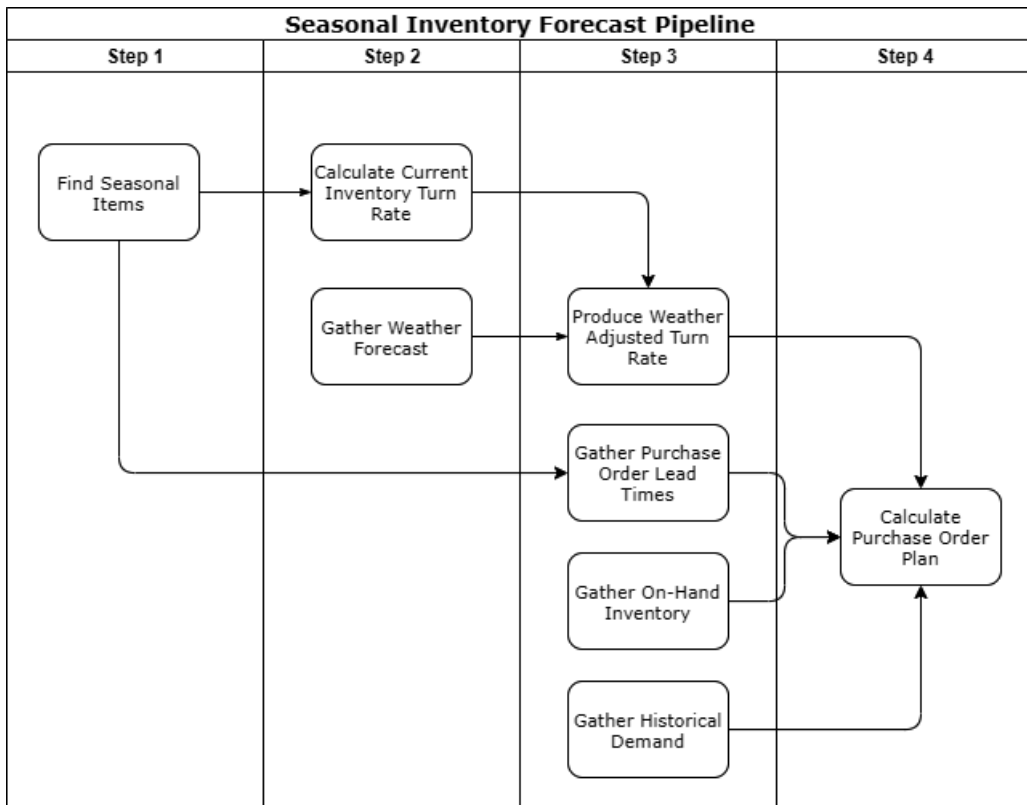 Seasonal Inventory Forecast Pipeline
Step 1
Step 2
Step 3
Step 4
Find Seasonal
Items
Calculate Current
Inventory Turn
Rate
Gather Weather
Forecast
Produce Weather
Adjusted Turn
Rate
Gather Purchase
Order Lead
Times
Gather On-Hand
Inventory
Gather Historical
Demand
Calculate
Purchase Order
Plan